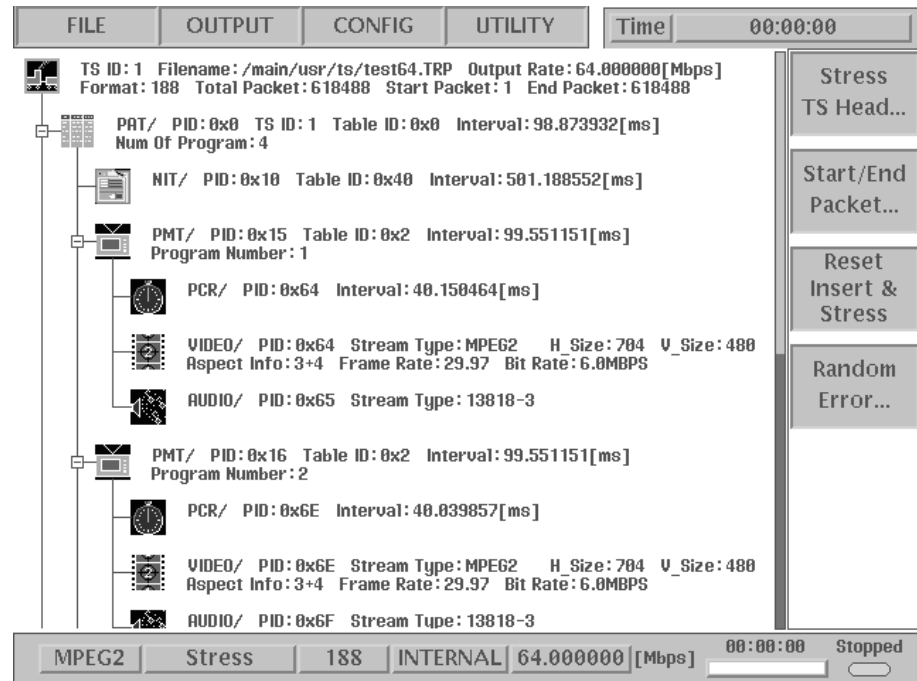 FILE OUTPUT CONFIG UTILITY Time 00:00:00
TS ID:1 Filename:/main/usr/ts/test64.TRP Output Rate:64.000000[Mbps]
Format:188 Total Packet:618488 Start Packet:1 End Packet:618488
PAT/ PID:0x0 TS ID:1 Table ID:0x0 Interval:98.873932[ms]
Num Of Program:4
NIT/ PID:0x10 Table ID:0x40 Interval:501.188552[ms]
PMT/ PID:0x15 Table ID:0x2 Interval:99.551151[ms]
Program Number:1
PCR/ PID:0x64 Interval:40.150464[ms]
VIDEO/ PID:0x64 Stream Type:MPEG2 H_Size:704 V_Size:480
Aspect Info:3+4 Frame Rate:29.97 Bit Rate:6.0MBPS
AUDIO/ PID:0x65 Stream Type:13818-3
PMT/ PID:0x16 Table ID:0x2 Interval:99.551151[ms]
Program Number:2
PCR/ PID:0x6E Interval:40.039857[ms]
VIDEO/ PID:0x6E Stream Type:MPEG2 H_Size:704 V_Size:480
Aspect Info:3+4 Frame Rate:29.97 Bit Rate:6.0MBPS
AUDIO/ PID:0x6F Stream Type:13818-3
Stress
TS Head...
Start/End
Packet...
Reset
Insert &
Stress
Random
Error...
MPEG2 Stress 188 INTERNAL 64.000000 [Mbps] 00:00:00 Stopped